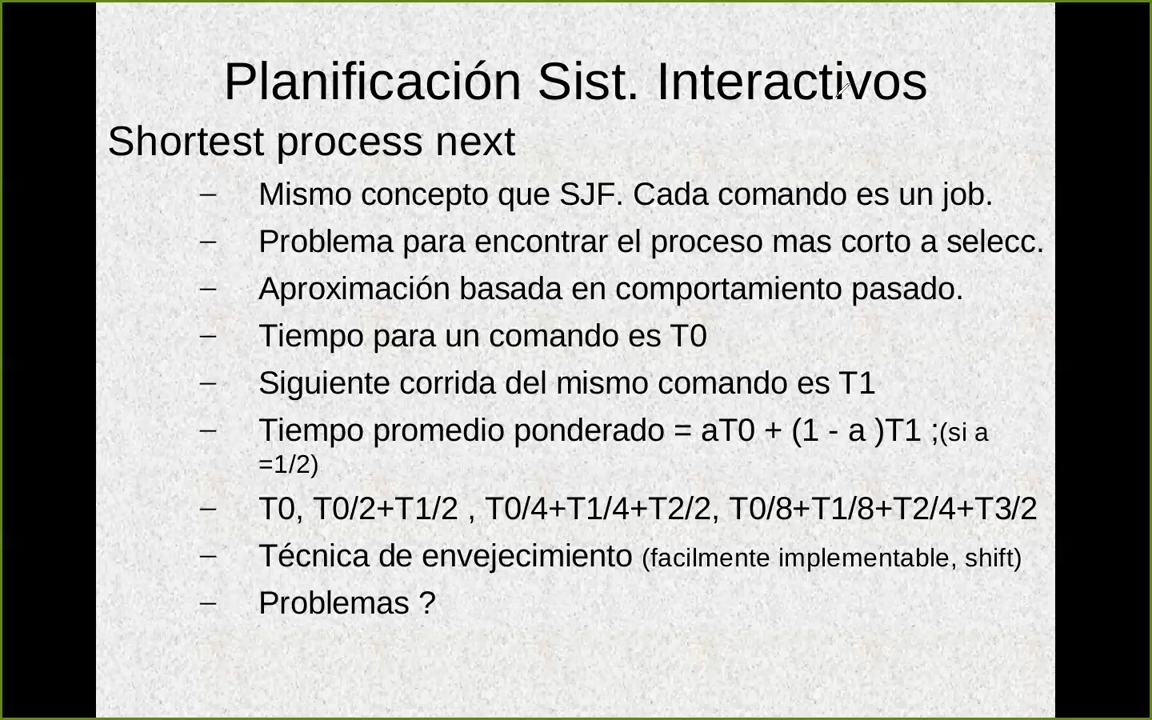 Planificación Sist. Interactivos
Shortest process next
– Mismo concepto que SJF. Cada comando es un job.
– Problema para encontrar el proceso mas corto a selecc.
– Aproximación basada en comportamiento pasado.
– Tiempo para un comando es T0
– Siguiente corrida del mismo comando es T1
– Tiempo promedio ponderado = aT0 + (1 - a )T1 ;(si a
=1/2)
– T0, T0/2+T1/2 , T0/4+T1/4+T2/2, T0/8+T1/8+T2/4+T3/2
– Técnica de envejecimiento (facilmente implementable, shift)
– Problemas ?